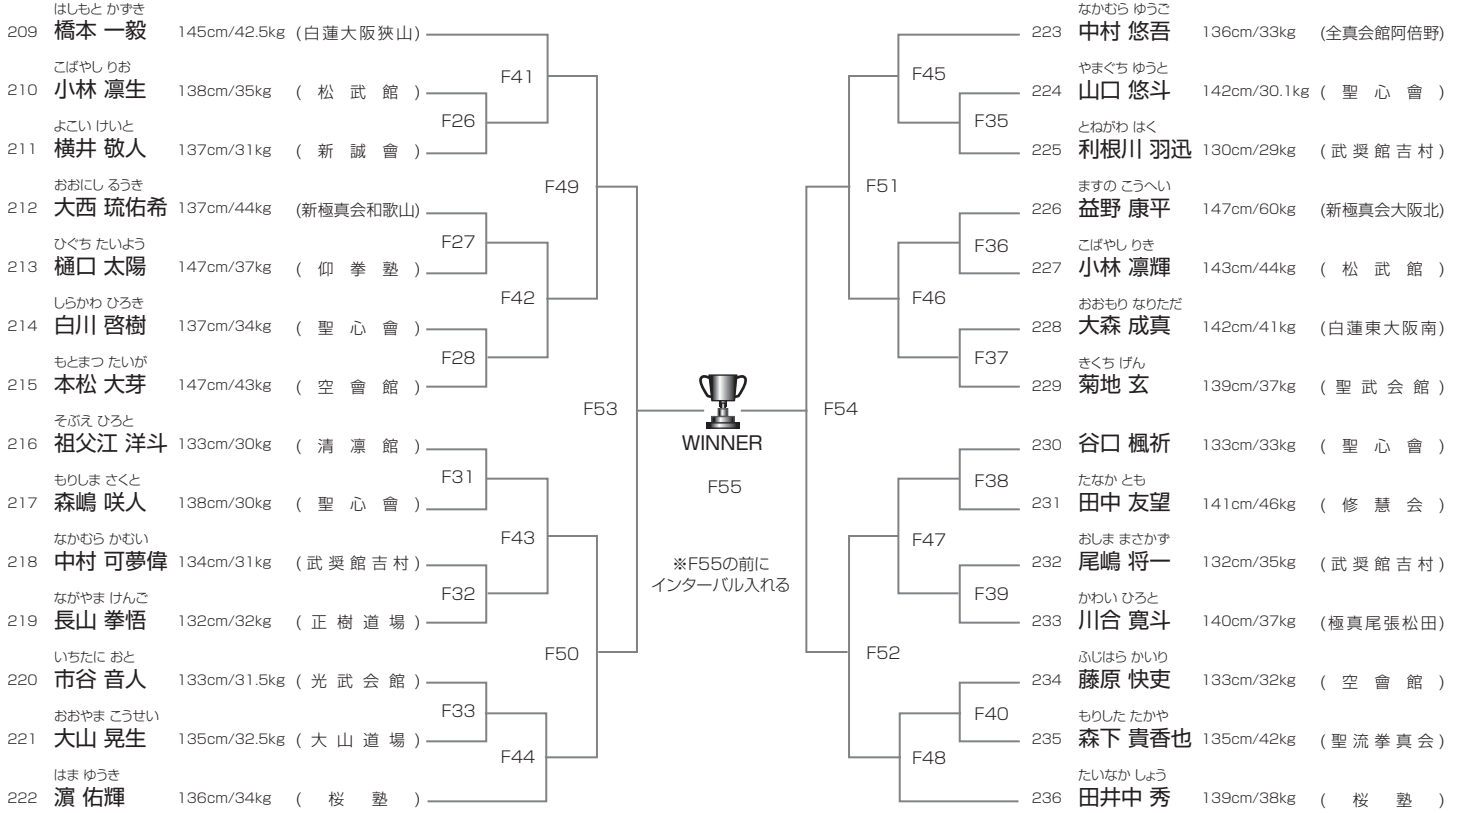 はしもと かずき
209 橋本 一毅 145cm/42.5kg (白蓮大阪狭山)
こばやし りお
210 小林 凛生 138cm/35kg (松武館)
よこい けいと
211 横井 敬人 137cm/31kg (新誠會)
おおにし るうき
212 大西 琉佑希 137cm/44kg (新極真会和歌山)
ひぐち たいよう
213 樋口 太陽 147cm/37kg (仰拳塾)
しらかわ ひろき
214 白川 啓樹 137cm/34kg (聖心會)
もとまつ たいが
215 本松 大芽 147cm/43kg (空會館)
そぶえ ひろと
216 祖父江 洋斗 133cm/30kg (清凛館)
もりしま さくと
217 森嶋 咲人 138cm/30kg (聖心會)
なかむら かむい
218 中村 可夢偉 134cm/31kg (武奨館吉村)
ながやま けんご
219 長山 拳悟 132cm/32kg (正樹道場)
いちたに おと
220 市谷 音人 133cm/31.5kg (光武会館)
おおやま こうせい
221 大山 晃生 135cm/32.5kg (大山道場)
はま ゆうき
222 濵 佑輝 136cm/34kg (桜塾)
F41
F26
F49
F27
F42
F28
F53
F31
F43
F32
F50
F33
F44
WINNER
F55
※F55の前に
インターバル入れる
F45
F35
F51
F36
F46
F37
F54
F38
F47
F39
F52
F40
F48
なかむら ゆうご
223 中村 悠吾 136cm/33kg (全真会館阿倍野)
やまぐち ゆうと
224 山口 悠斗 142cm/30.1kg (聖心會)
とねがわ はく
225 利根川 羽迅 130cm/29kg (武奨館吉村)
ますの こうへい
226 益野 康平 147cm/60kg (新極真会大阪北)
こばやし りき
227 小林 凛輝 143cm/44kg (松武館)
おおもり なりただ
228 大森 成真 142cm/41kg (白蓮東大阪南)
きくち げん
229 菊地 玄 139cm/37kg (聖武会館)
230 谷口 楓祈 133cm/33kg (聖心會)
たなか とも
231 田中 友望 141cm/46kg (修慧会)
おしま まさかず
232 尾嶋 将一 132cm/35kg (武奨館吉村)
かわい ひろと
233 川合 寛斗 140cm/37kg (極真尾張松田)
ふじはら かいり
234 藤原 快吏 133cm/32kg (空會館)
もりした たかや
235 森下 貴香也 135cm/42kg (聖流拳真会)
たいなか しょう
236 田井中 秀 139cm/38kg (桜塾)